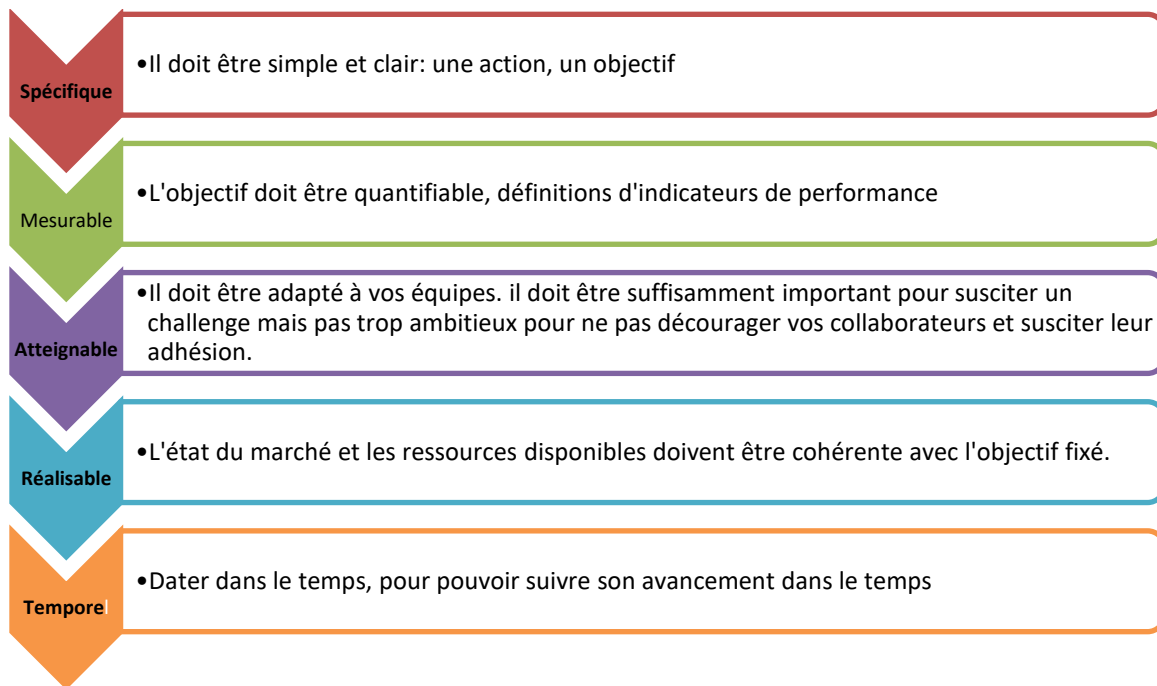 Spécifique
•Il doit être simple et clair: une action, un objectif
Mesurable
•L'objectif doit être quantifiable, définitions d'indicateurs de performance
Atteignable
•Il doit être adapté à vos équipes. il doit être suffisamment important pour susciter un
challenge mais pas trop ambitieux pour ne pas décourager vos collaborateurs et susciter leur
adhésion.
Réalisable
•L'état du marché et les ressources disponibles doivent être cohérente avec l'objectif fixé.
Temporel
•Dater dans le temps, pour pouvoir suivre son avancement dans le temps